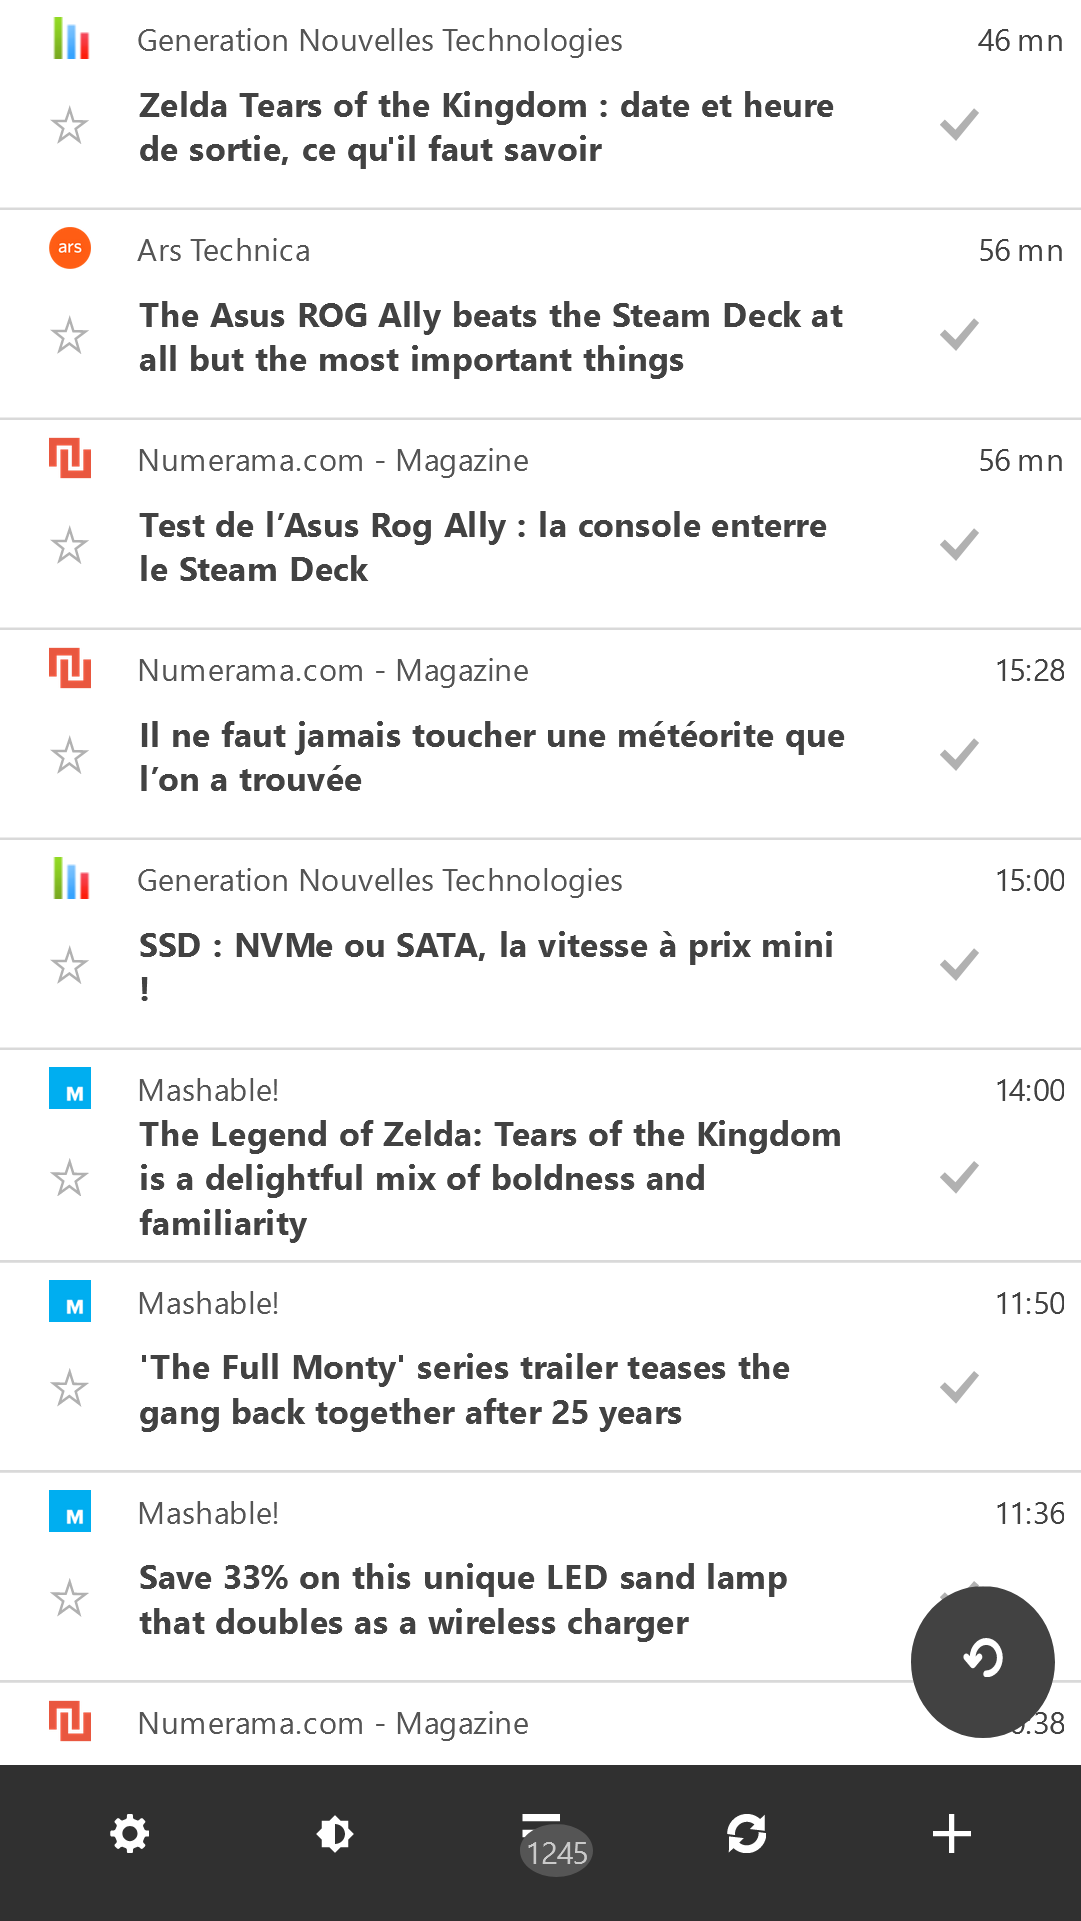 Generation Nouvelles Technologies 46 mn
Zelda Tears of the Kingdom : date et heure
de sortie, ce qu'il faut savoir
ars Ars Technica 56 mn
The Asus ROG Ally beats the Steam Deck at
all but the most important things
Numerama.com - Magazine 56 mn
Test de l’Asus Rog Ally : la console enterre
le Steam Deck
Numerama.com - Magazine 15:28
Il ne faut jamais toucher une météorite que
l’on a trouvée
Generation Nouvelles Technologies 15:00
SSD : NVMe ou SATA, la vitesse à prix mini
!
M Mashable! 14:00
The Legend of Zelda: Tears of the Kingdom
is a delightful mix of boldness and
familiarity
M Mashable! 11:50
'The Full Monty' series trailer teases the
gang back together after 25 years
M Mashable! 11:36
Save 33% on this unique LED sand lamp
that doubles as a wireless charger
Numerama.com - Magazine
1245